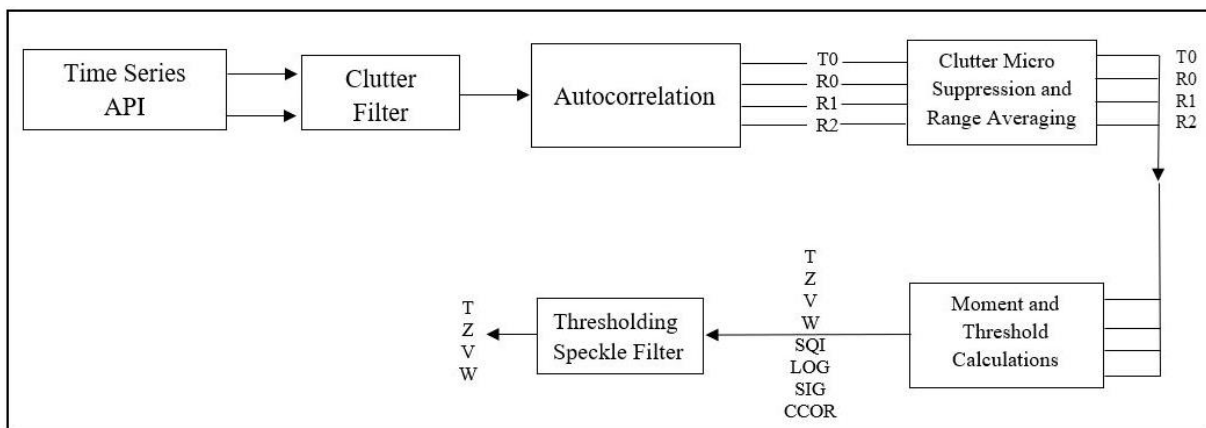 Time Series
API
Clutter
Filter
Autocorrelation
T0
R0
R1
R2
Clutter Micro
Suppression and
Range Averaging
T0
R0
R1
R2
Moment and
Threshold
Calculations
T
Z
V
W
SQI
LOG
SIG
CCOR
Thresholding
Speckle Filter
T
Z
V
W